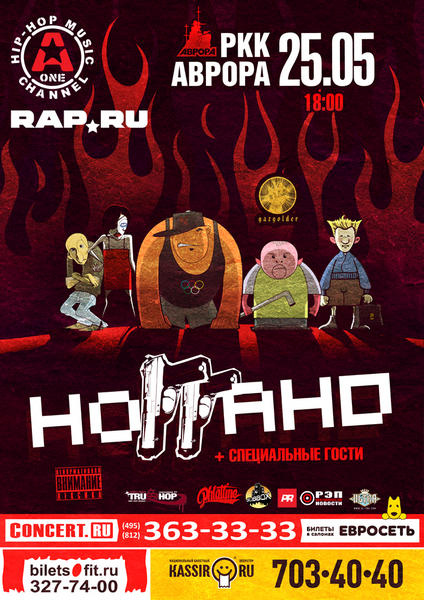 HIP-HOP MUSIC
A
ONE
CHANNEL
RAP.RU
АВРОРА
РКК
АВРОРА
25.05
18:00
gazgolder
НОГГАНО
+ СПЕЦИАЛЬНЫЕ ГОСТИ
ВНИМАНИЕ
TRU HOP
Phlatline
PR
РЭП
НОВОСТИ
CONCERT.RU
(495)
(812)
363-33-33
БИЛЕТЫ
В САЛОНАХ
ЕВРОСЕТЬ
bilets fit.ru
327-74-00
KASSIR.RU
703•40•40